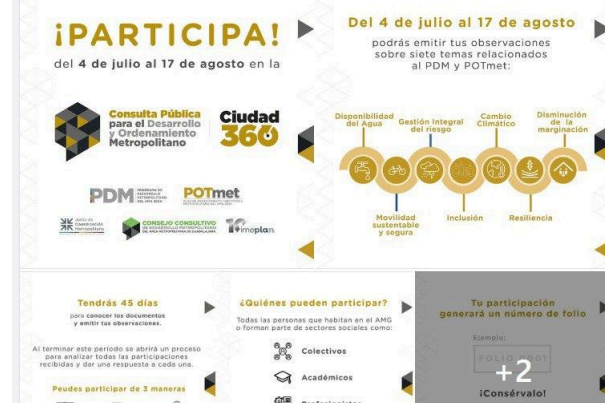 ¡PARTICIPA!
del 4 de julio al 17 de agosto en la
Consulta Pública
para el Desarrollo
y Ordenamiento
Metropolitano
Ciudad
360
PDM
POTmet
CONSEJO CONSULTIVO
imeplan
Del 4 de julio al 17 de agosto
podrás emitir tus observaciones
sobre siete temas relacionados
al PDM y POTmet:
Disponibilidad
del Agua
Gestión Integral
del riesgo
Cambio
Climático
Disminución
de la
marginación
Movilidad
sustentable
y segura
Inclusión
Resiliencia
Tendrás 45 días
para conocer los documentos
y emitir tus observaciones.
Al terminar este periodo se abrirá un proceso
para analizar todas las participaciones
recibidas y dar una respuesta a cada una.
Peudes participar de 3 maneras
¿Quiénes pueden participar?
Todas las personas que habitan en el AMG
o forman parte de sectores sociales como:
Colectivos
Académicos
Profesionistas
Tu participación
generará un número de folio
Ejemplo:
+2
¡Consérvalo!